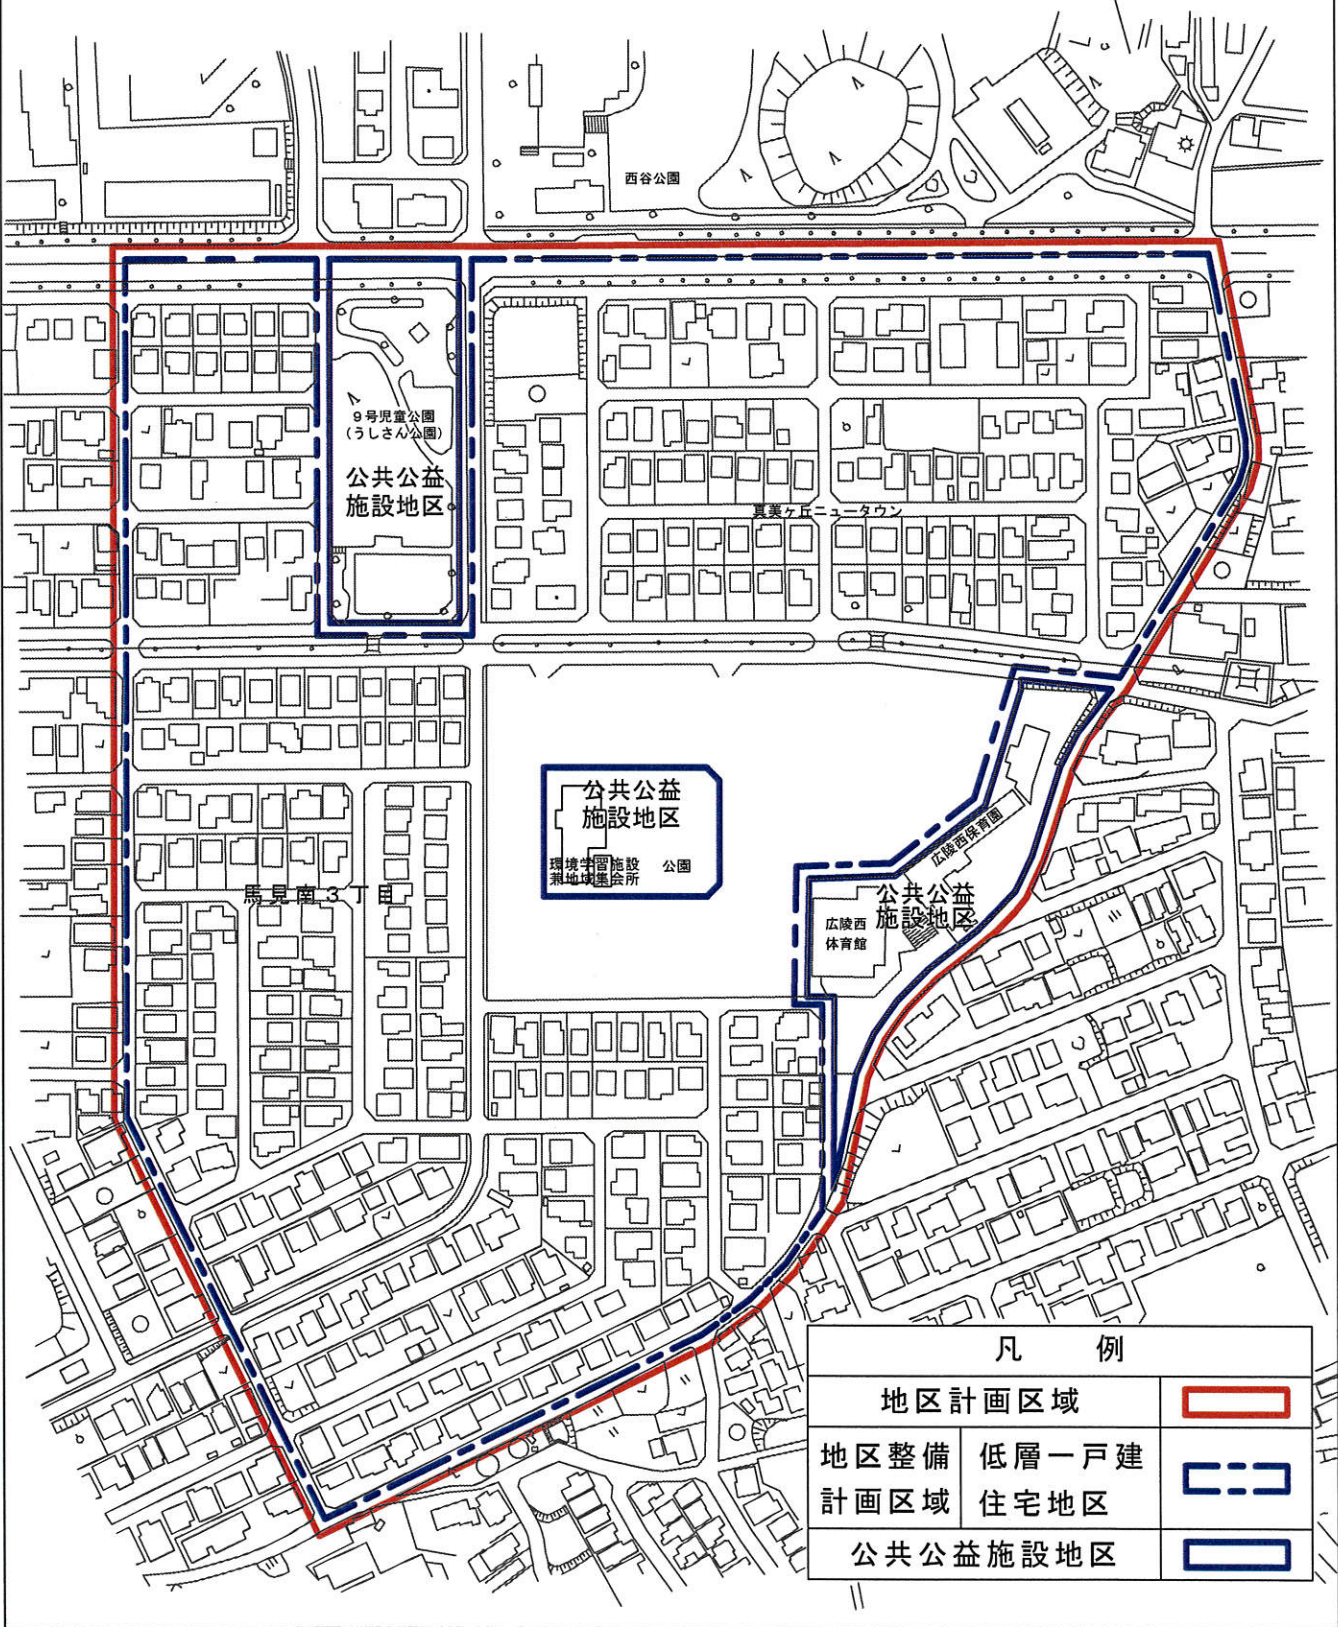 西谷公園
9号児童公園
(うしさん公園)
公共公益
施設地区
真美ヶ丘ニュータウン
公共公益
施設地区
環境学習施設
兼地域集会所
公園
広陵西保育園
公共公益
施設地区
広陵西
体育館
馬見南3丁目
凡 例
地区計画区域
地区整備
計画区域
低層一戸建
住宅地区
公共公益施設地区